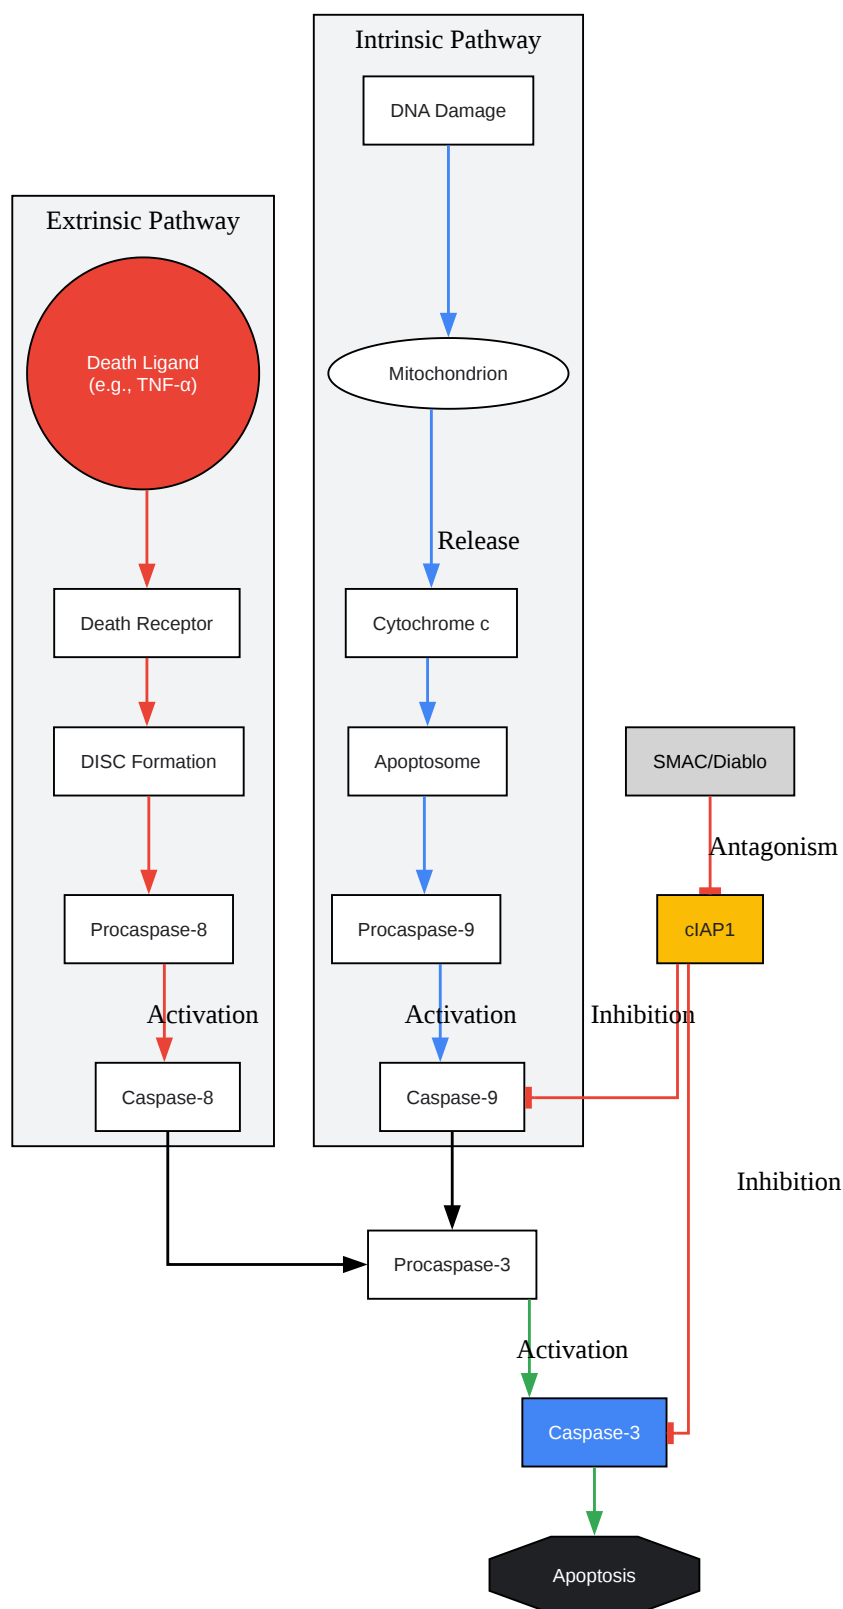 Intrinsic Pathway
DNA Damage
Extrinsic Pathway
Death Ligand
(e.g., TNF-α)
Mitochondrion
Release
Death Receptor
Cytochrome c
DISC Formation
Apoptosome
SMAC/Diablo
Antagonism
Procaspase-8
Procaspase-9
cIAP1
Activation
Activation
Inhibition
Caspase-8
Caspase-9
Inhibition
Procaspase-3
Activation
Caspase-3
Apoptosis